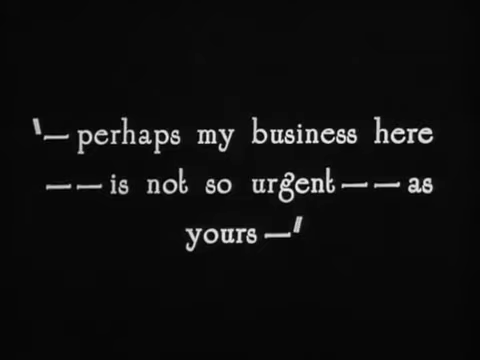 "— perhaps my business here
—— is not so urgent —— as
yours —"